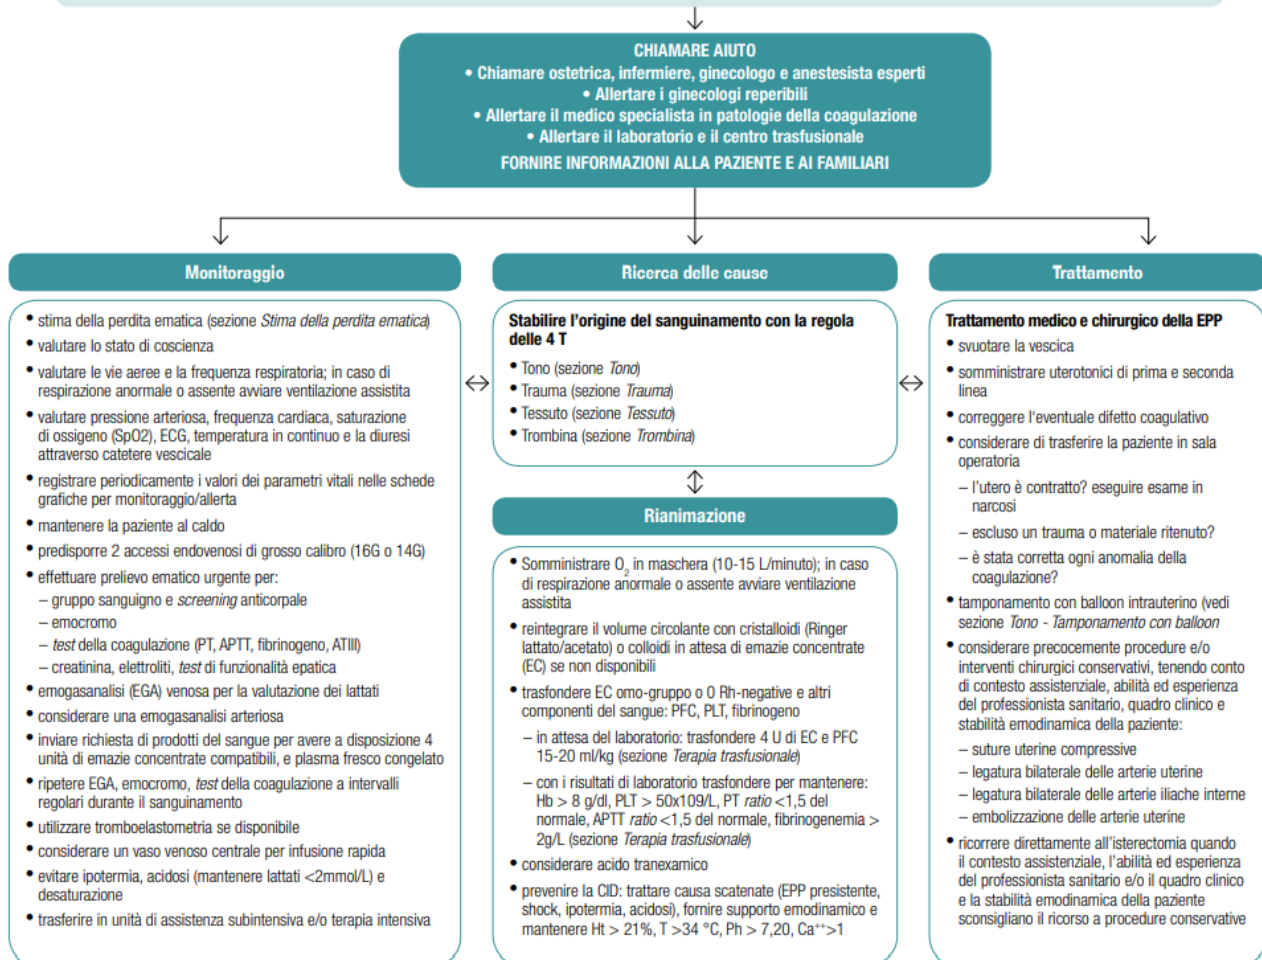 CHIAMARE AIUTO
• Chiamare ostetrica, infermiere, ginecologo e anestesista esperti
• Allertare i ginecologi reperibili
• Allertare il medico specialista in patologie della coagulazione
• Allertare il laboratorio e il centro trasfusionale
FORNIRE INFORMAZIONI ALLA PAZIENTE E AI FAMILIARI
Monitoraggio
• stima della perdita ematica (sezione Stima della perdita ematica)
• valutare lo stato di coscienza
• valutare le vie aeree e la frequenza respiratoria; in caso di
respirazione anormale o assente avviare ventilazione assistita
• valutare pressione arteriosa, frequenza cardiaca, saturazione
di ossigeno (SpO2), ECG, temperatura in continuo e la diuresi
attraverso catetere vescicale
• registrare periodicamente i valori dei parametri vitali nelle schede
grafiche per monitoraggio/allerta
• mantenere la paziente al caldo
• predisporre 2 accessi endovenosi di grosso calibro (16G o 14G)
• effettuare prelievo ematico urgente per:
– gruppo sanguigno e screening anticorpale
– emocromo
– test della coagulazione (PT, APTT, fibrinogeno, ATIII)
– creatinina, elettroliti, test di funzionalità epatica
• emogasanalisi (EGA) venosa per la valutazione dei lattati
• considerare una emogasanalisi arteriosa
• inviare richiesta di prodotti del sangue per avere a disposizione 4
unità di emazie concentrate compatibili, e plasma fresco congelato
• ripetere EGA, emocromo, test della coagulazione a intervalli
regolari durante il sanguinamento
• utilizzare tromboelastometria se disponibile
• considerare un vaso venoso centrale per infusione rapida
• evitare ipotermia, acidosi (mantenere lattati <2mmol/L) e
desaturazione
• trasferire in unità di assistenza subintensiva e/o terapia intensiva
Ricerca delle cause
Stabilire l'origine del sanguinamento con la regola
delle 4 T
• Tono (sezione Tono)
• Trauma (sezione Trauma)
• Tessuto (sezione Tessuto)
• Trombina (sezione Trombina)
Rianimazione
• Somministrare O2 in maschera (10-15 L/minuto); in caso
di respirazione anormale o assente avviare ventilazione
assistita
• reintegrare il volume circolante con cristalloidi (Ringer
lattato/acetato) o colloidi in attesa di emazie concentrate
(EC) se non disponibili
• trasfondere EC omo-gruppo o 0 Rh-negative e altri
componenti del sangue: PFC, PLT, fibrinogeno
– in attesa del laboratorio: trasfondere 4 U di EC e PFC
15-20 ml/kg (sezione Terapia trasfusionale)
– con i risultati di laboratorio trasfondere per mantenere:
Hb > 8 g/dl, PLT > 50x109/L, PT ratio <1,5 del
normale, APTT ratio <1,5 del normale, fibrinogenemia >
2g/L (sezione Terapia trasfusionale)
• considerare acido tranexamico
• prevenire la CID: trattare causa scatenate (EPP presistente,
shock, ipotermia, acidosi), fornire supporto emodinamico e
mantenere Ht > 21%, T >34 °C, Ph > 7,20, Ca++>1
Trattamento
Trattamento medico e chirurgico della EPP
• svuotare la vescica
• somministrare uterotonici di prima e seconda
linea
• correggere l'eventuale difetto coagulativo
• considerare di trasferire la paziente in sala
operatoria
– l'utero è contratto? eseguire esame in
narcosi
– escluso un trauma o materiale ritenuto?
– è stata corretta ogni anomalia della
coagulazione?
• tamponamento con balloon intrauterino (vedi
sezione Tono - Tamponamento con balloon
• considerare precocemente procedure e/o
interventi chirurgici conservativi, tenendo conto
di contesto assistenziale, abilità ed esperienza
del professionista sanitario, quadro clinico e
stabilità emodinamica della paziente:
– suture uterine compressive
– legatura bilaterale delle arterie uterine
– legatura bilaterale delle arterie iliache interne
– embolizzazione delle arterie uterine
• ricorrere direttamente all'isterectomia quando
il contesto assistenziale, l'abilità ed esperienza
del professionista sanitario e/o il quadro clinico
e la stabilità emodinamica della paziente
sconsigliano il ricorso a procedure conservative